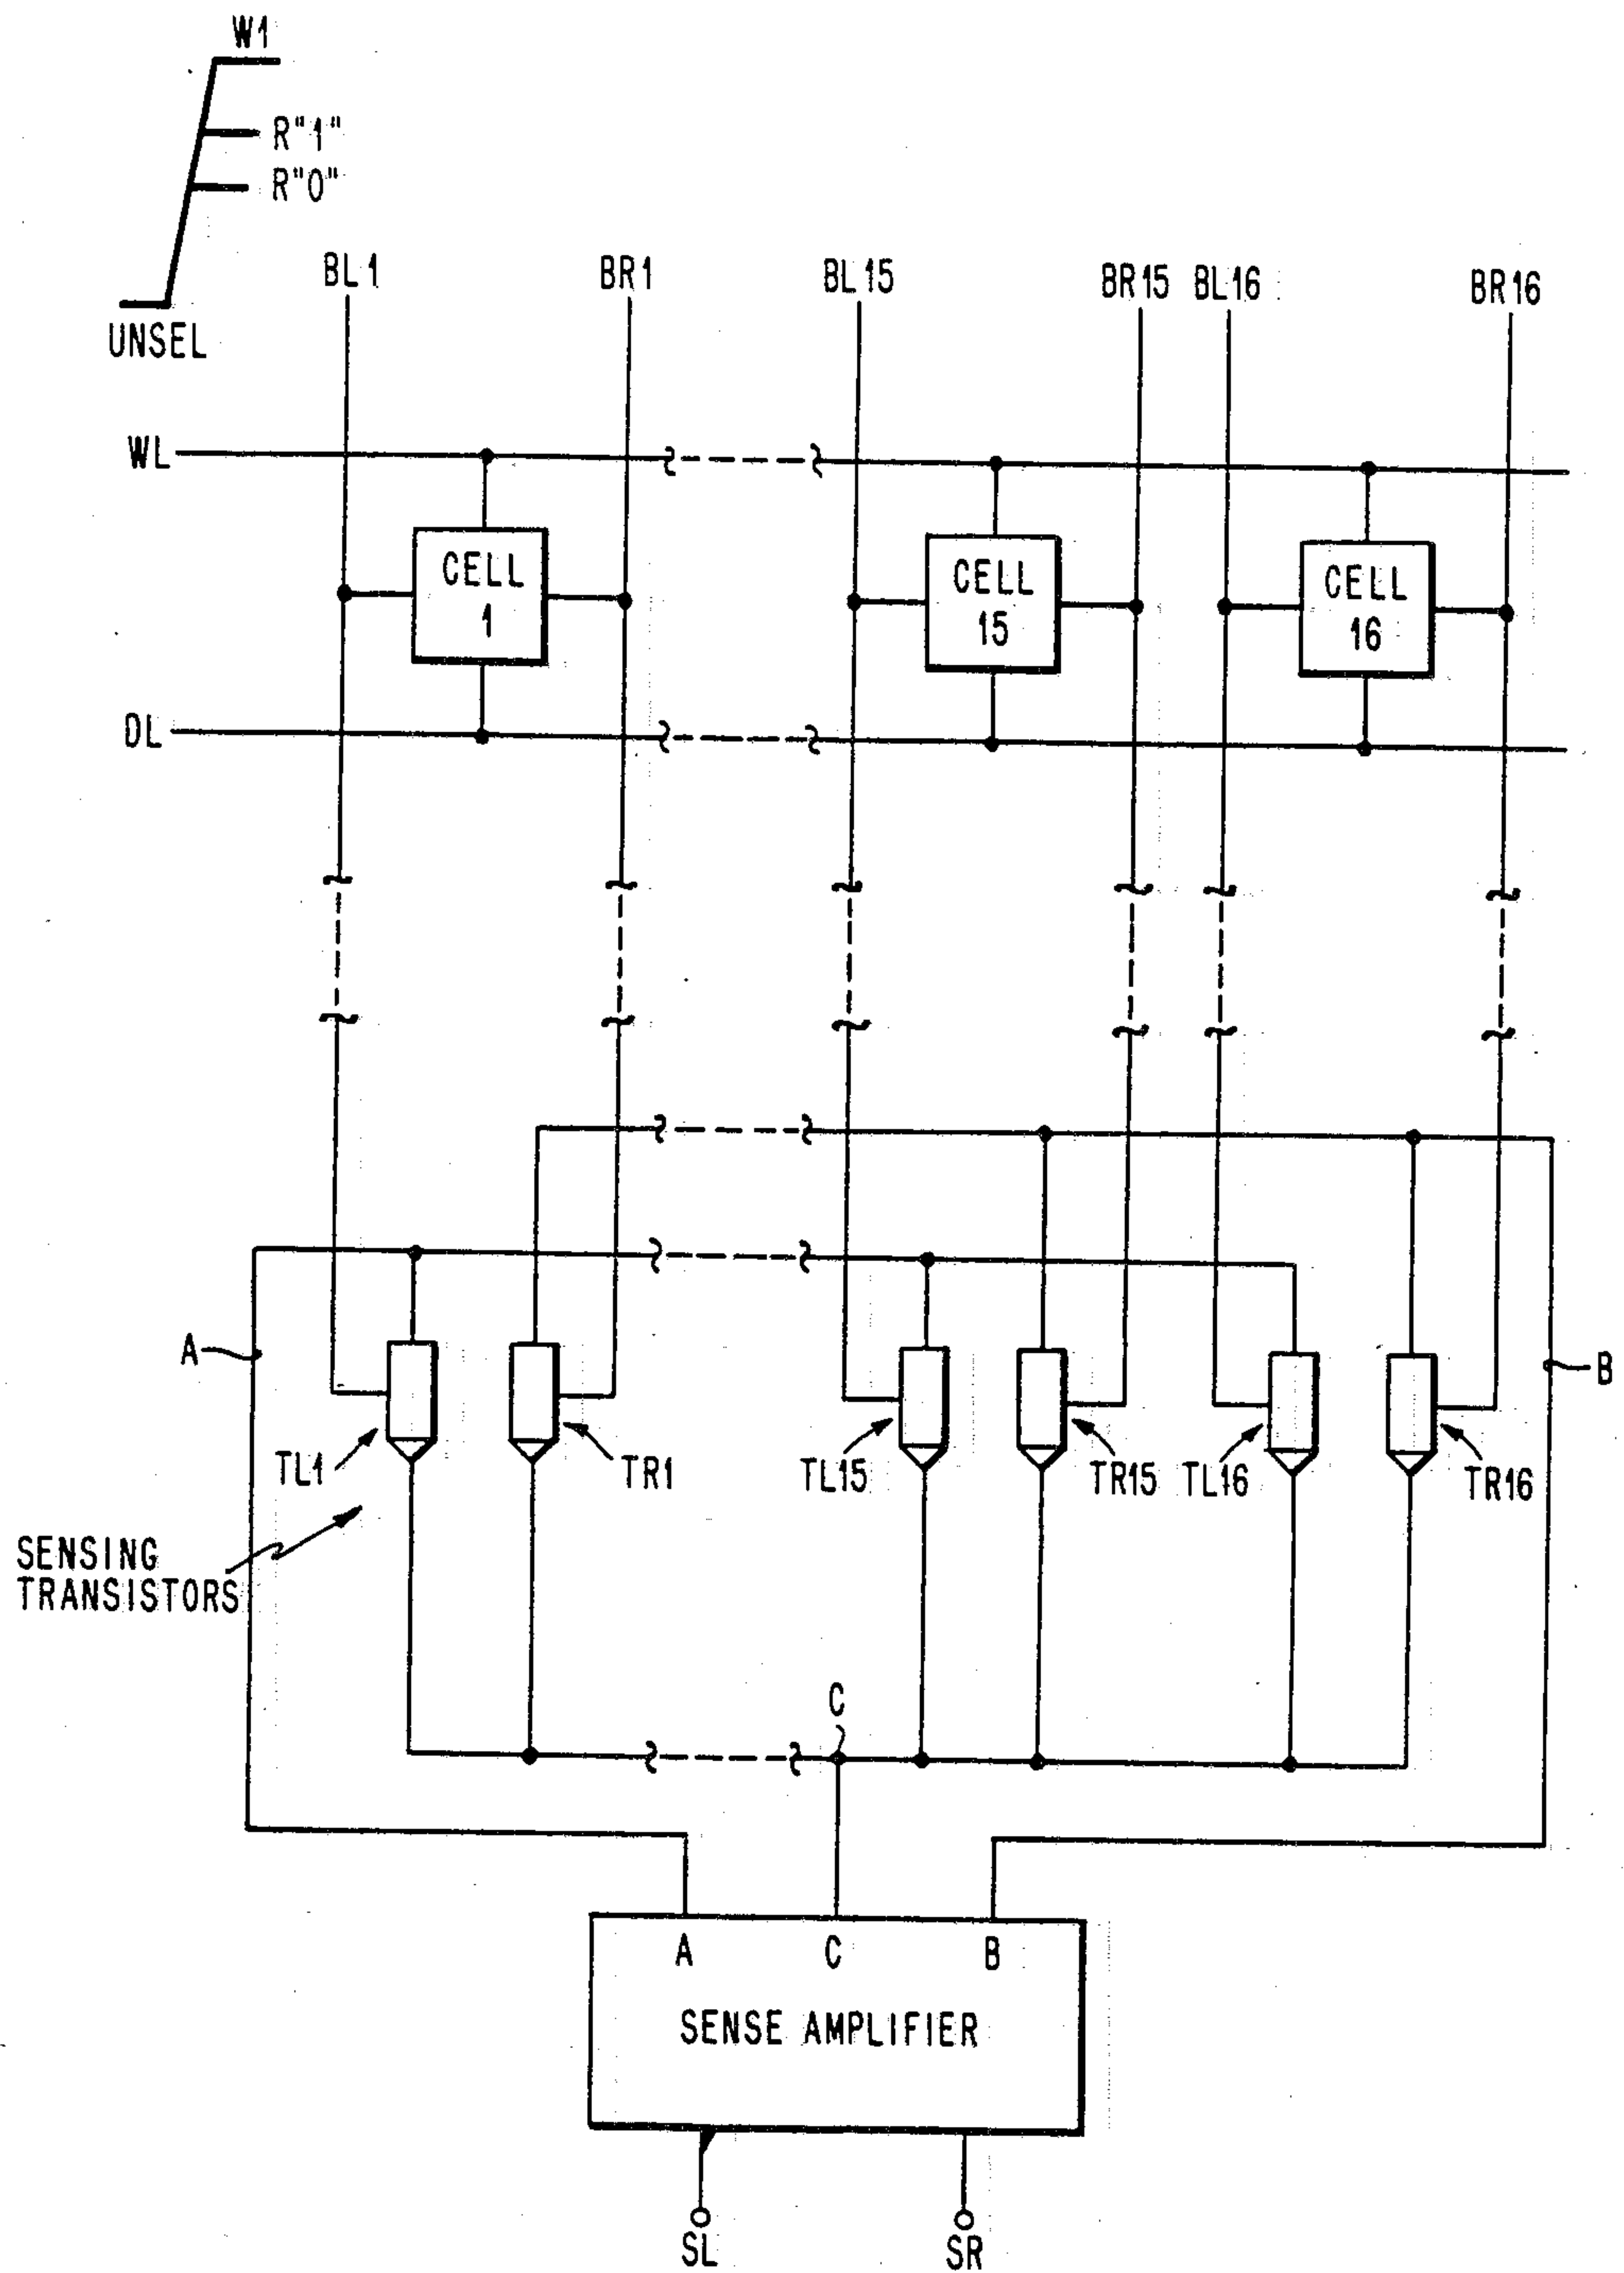 W1
R"1"
R"0"
UNSEL
BL1
BR1
BL15
BR15
BL16
BR16
WL
CELL
1
CELL
15
CELL
16
DL
A
B
TL1
TR1
TL15
TR15
TL16
TR16
SENSING
TRANSISTORS
C
A
C
B
SENSE AMPLIFIER
SL
SR